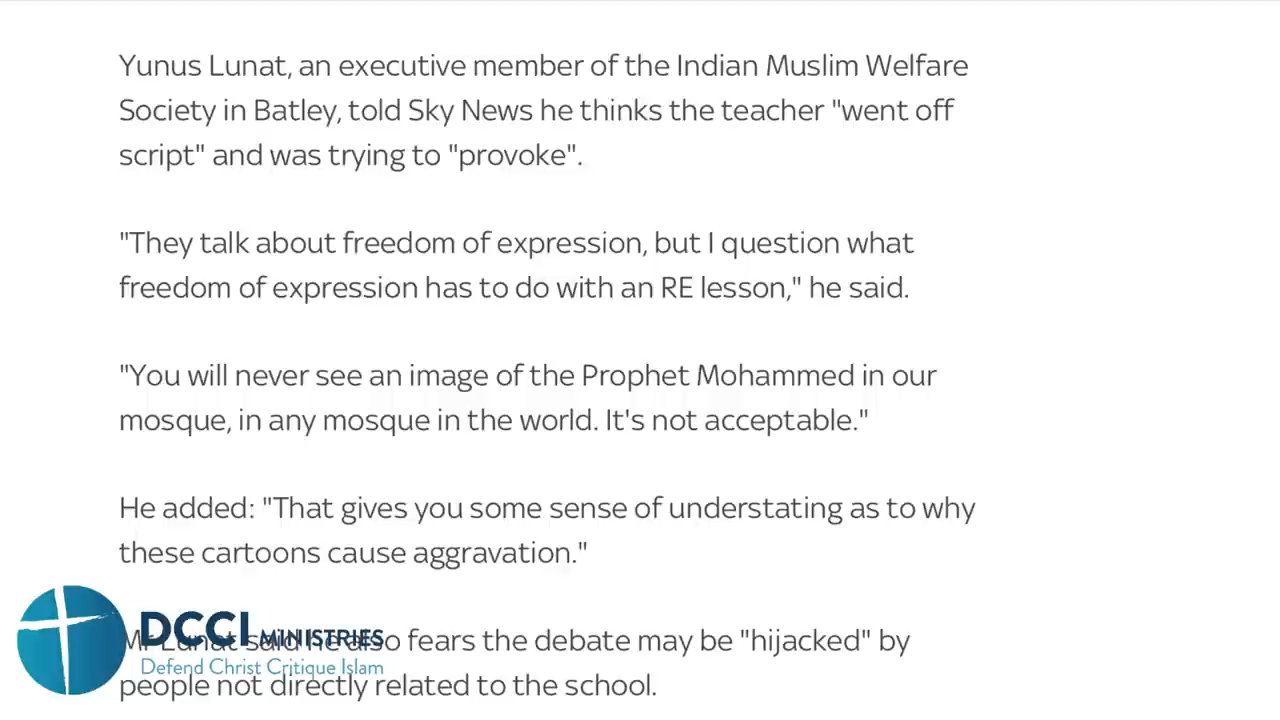 Yunus Lunat, an executive member of the Indian Muslim Welfare
Society in Batley, told Sky News he thinks the teacher "went off
script" and was trying to "provoke".
"They talk about freedom of expression, but I question what
freedom of expression has to do with an RE lesson," he said.
"You will never see an image of the Prophet Mohammed in our
mosque, in any mosque in the world. It's not acceptable."
He added: "That gives you some sense of understating as to why
these cartoons cause aggravation."
Mr Lunat said he also fears the debate may be "hijacked" by
people not directly related to the school.
DCCI MINISTRIES
Defend Christ Critique Islam